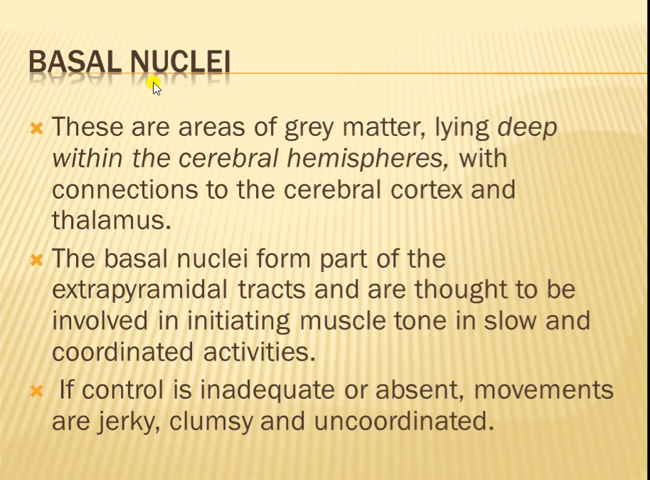 BASAL NUCLEI
These are areas of grey matter, lying deep
within the cerebral hemispheres, with
connections to the cerebral cortex and
thalamus.
The basal nuclei form part of the
extrapyramidal tracts and are thought to be
involved in initiating muscle tone in slow and
coordinated activities.
If control is inadequate or absent, movements
are jerky, clumsy and uncoordinated.